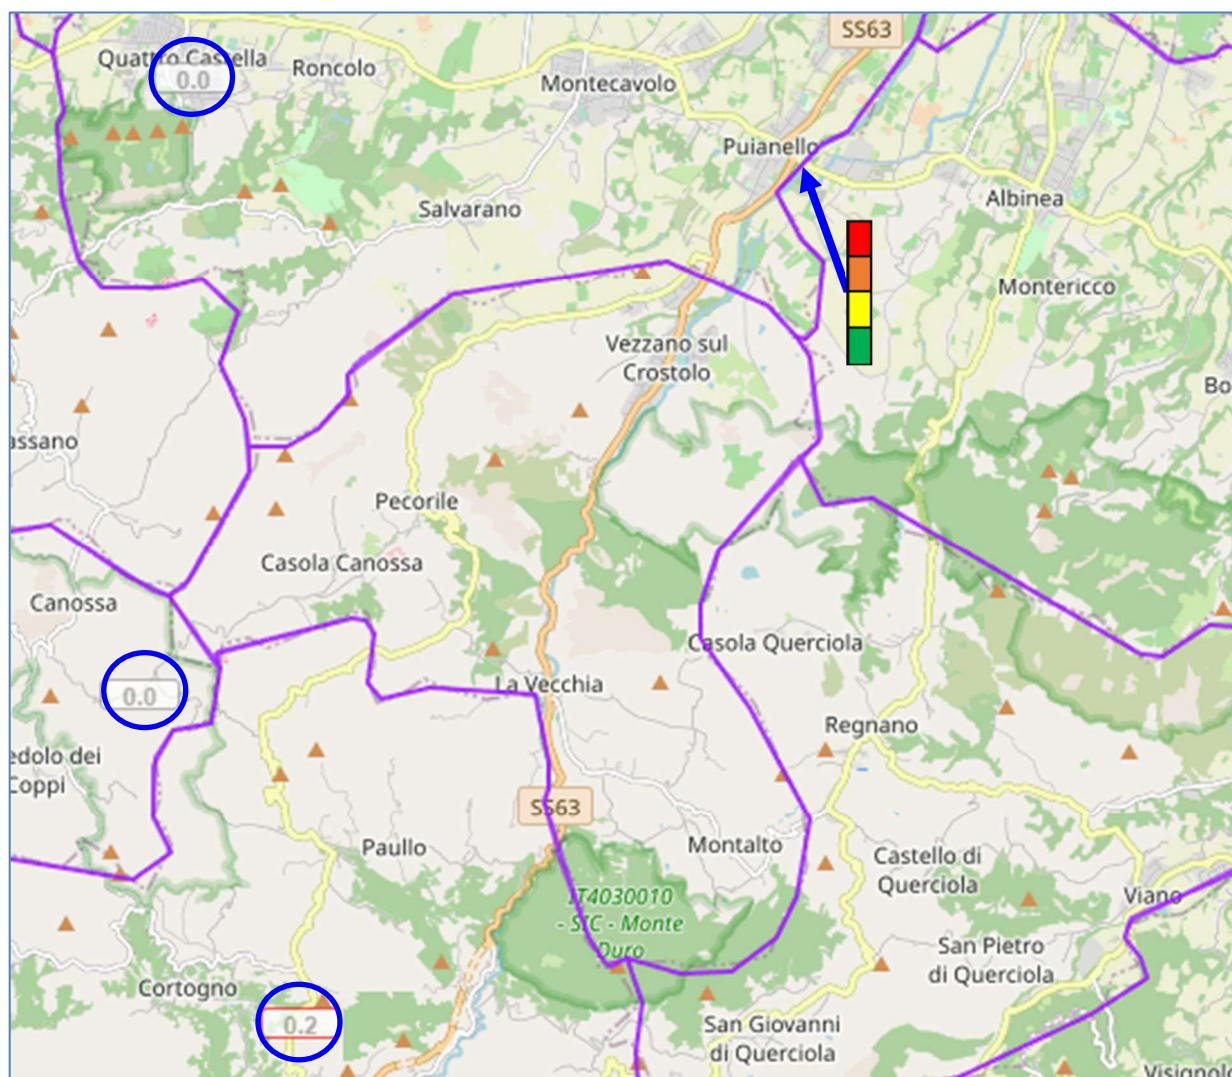 SS63
Quattro Castella
0.0
Roncolo
Montecavolo
Puianello
Albinea
Salvarano
Montericco
Vezzano sul
Crostolo
Bo
assano
Pecorile
Casola Canossa
Canossa
Casola Querciola
La Vecchia
0.0
Regnano
edolo dei
Coppi
SS63
Paullo
Montalto
Castello di
Querciola
IT4030010
- SIC - Monte
Duro
Viano
San Pietro
di Querciola
Cortogno
0.2
San Giovanni
di Querciola
Visignolo